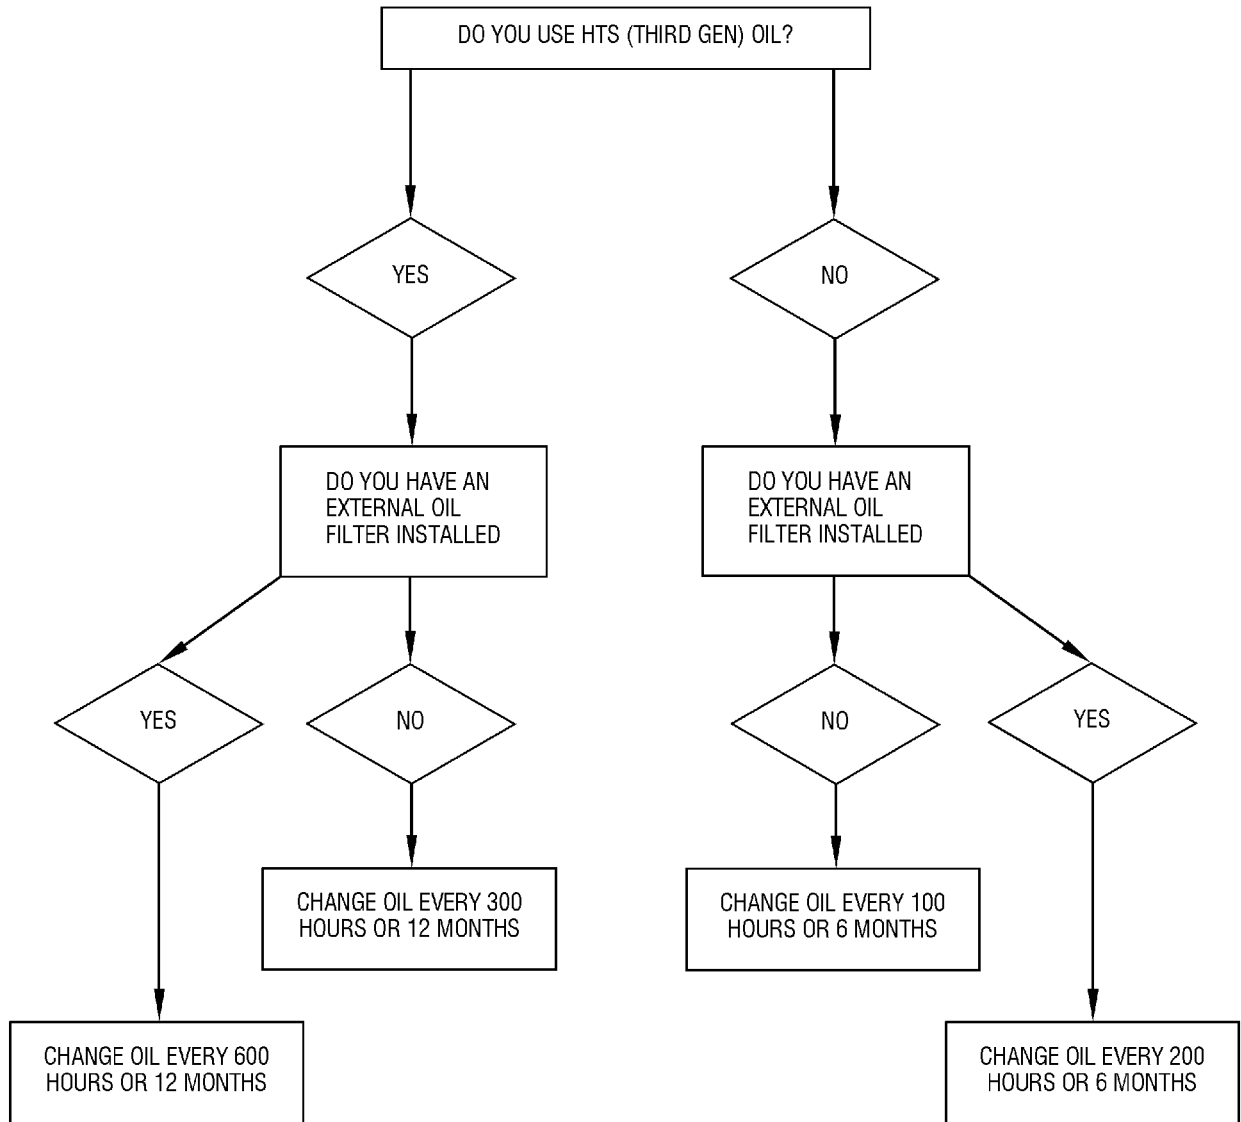 DO YOU USE HTS (THIRD GEN) OIL?
YES
NO
DO YOU HAVE AN
EXTERNAL OIL
FILTER INSTALLED
DO YOU HAVE AN
EXTERNAL OIL
FILTER INSTALLED
YES
NO
NO
YES
CHANGE OIL EVERY 300
HOURS OR 12 MONTHS
CHANGE OIL EVERY 100
HOURS OR 6 MONTHS
CHANGE OIL EVERY 600
HOURS OR 12 MONTHS
CHANGE OIL EVERY 200
HOURS OR 6 MONTHS